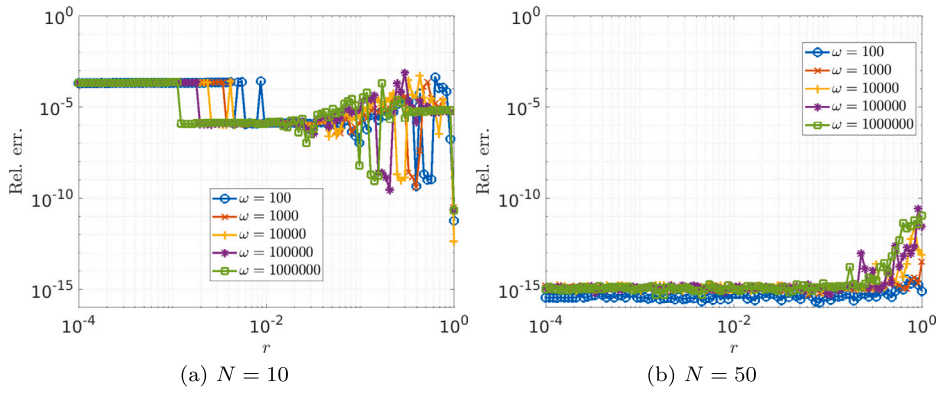 10^0
10^-5
10^-10
10^-15
Rel. err.
ω = 100
ω = 1000
ω = 10000
ω = 100000
ω = 1000000
10^-4
10^-2
10^0
r
(a) N = 10
10^0
10^-5
10^-10
10^-15
Rel. err.
ω = 100
ω = 1000
ω = 10000
ω = 100000
ω = 1000000
10^-4
10^-2
10^0
r
(b) N = 50